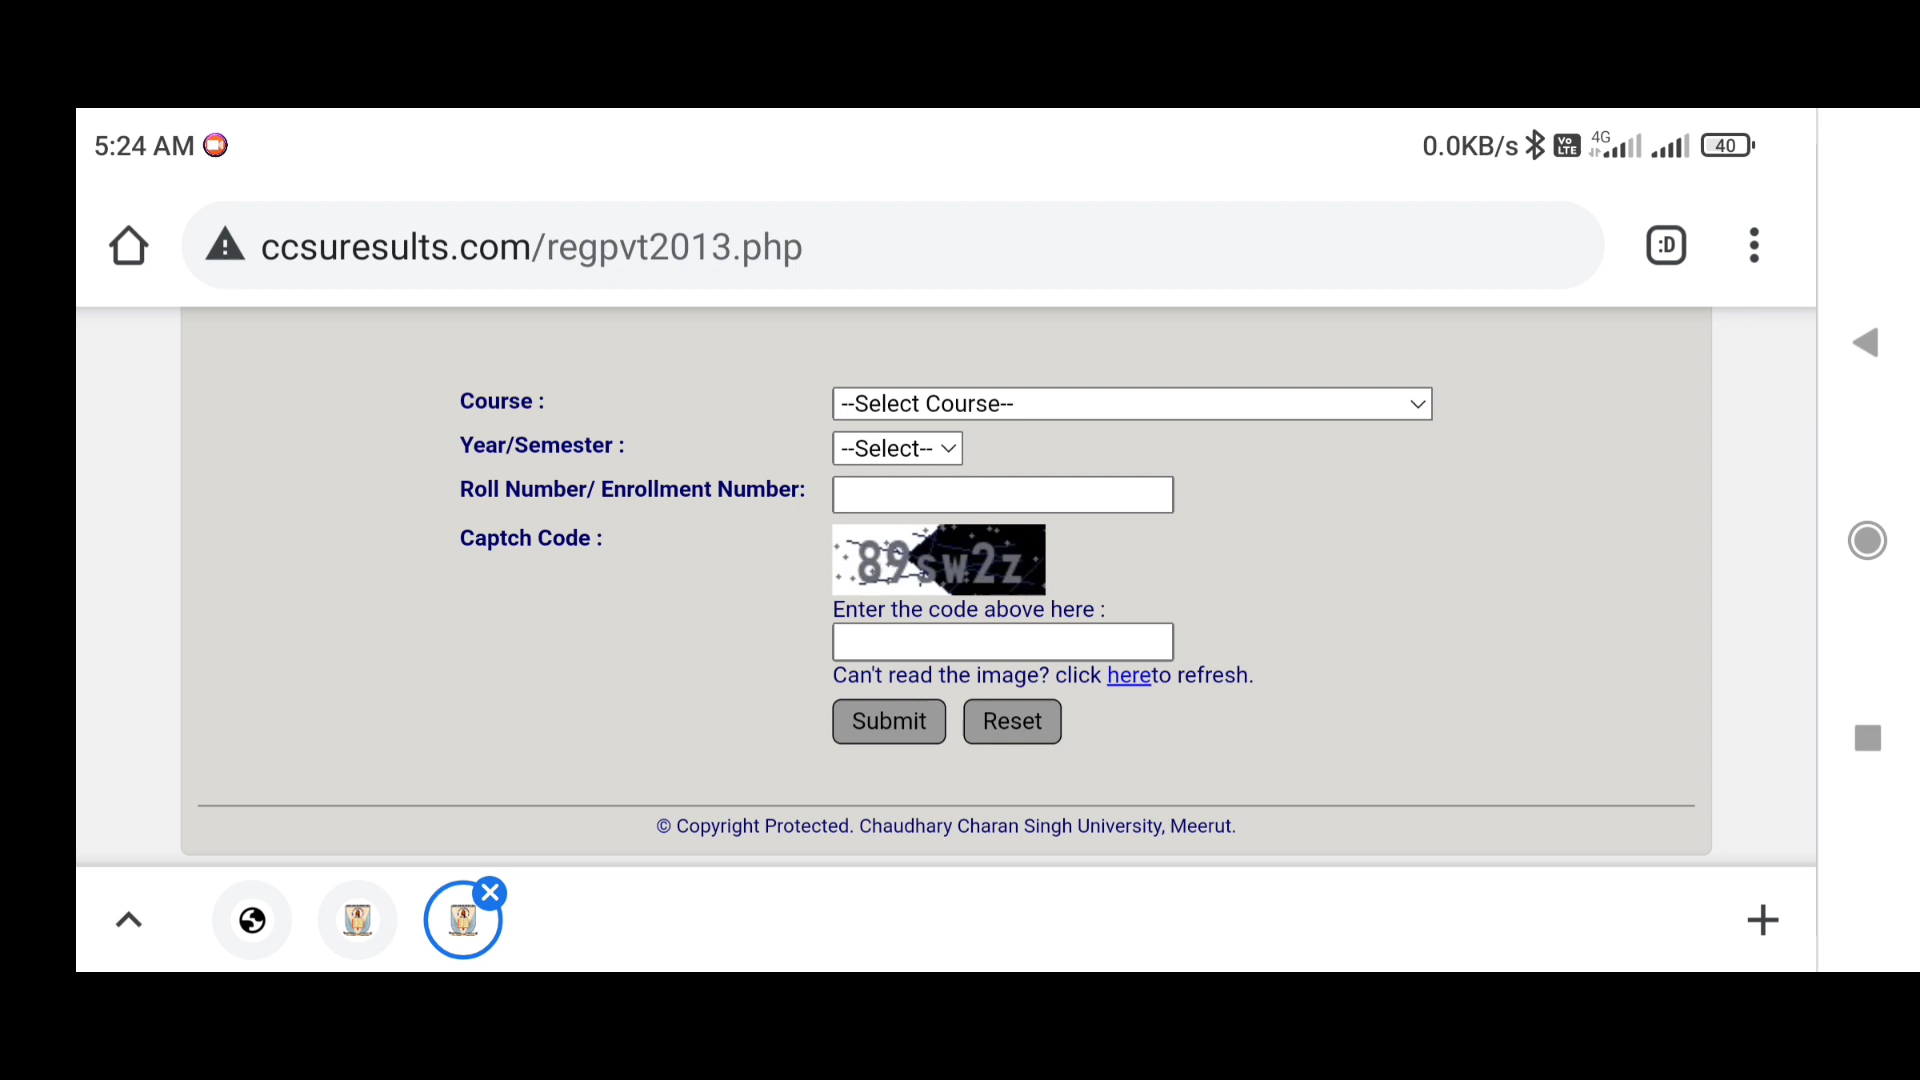 5:24 AM
0.0KB/s Vo LTE 4G 40
ccsuresults.com/regpvt2013.php
:D
Course :
--Select Course--
Year/Semester :
--Select--
Roll Number/ Enrollment Number:
Captch Code :
89sw2z
Enter the code above here :
Can't read the image? click hereto refresh.
Submit
Reset
© Copyright Protected. Chaudhary Charan Singh University, Meerut.